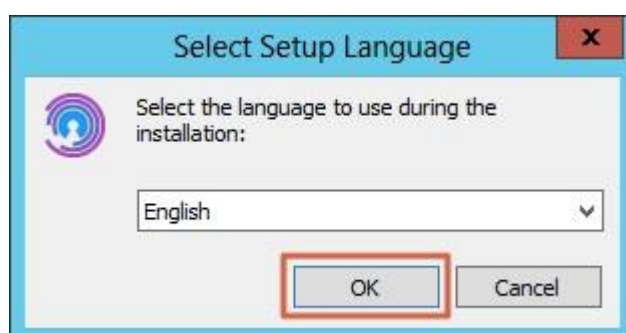 Select Setup Language
x
Select the language to use during the
installation:
English
OK
Cancel